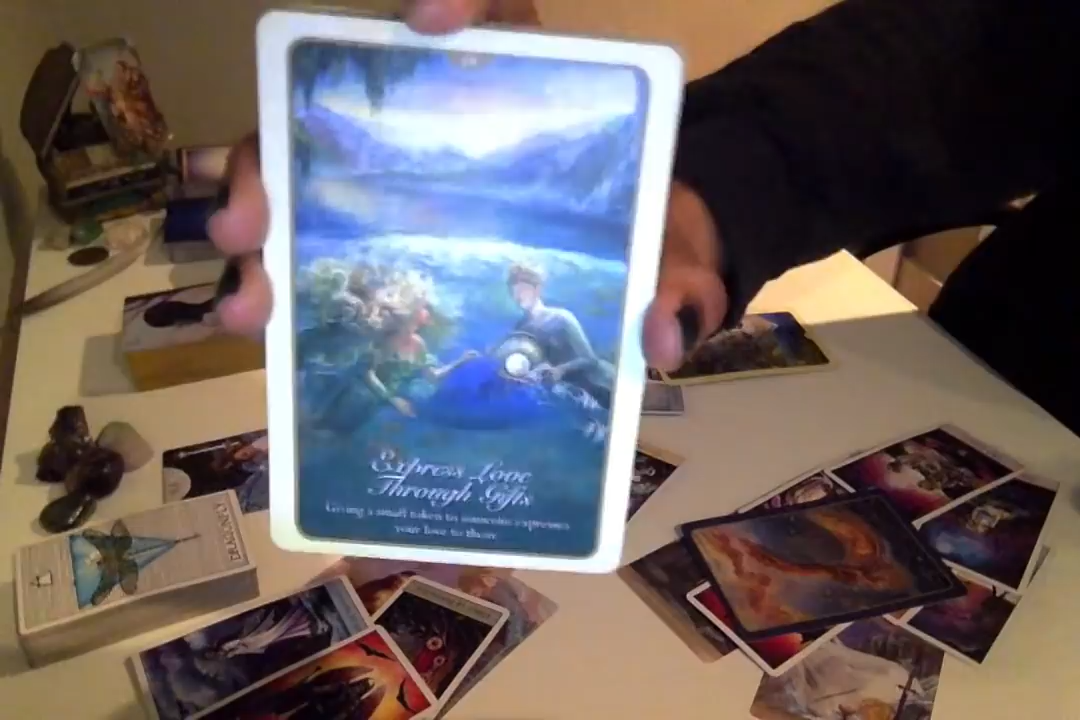 Express Love
Through Gifts
Giving a small token to someone expresses
your love to them.